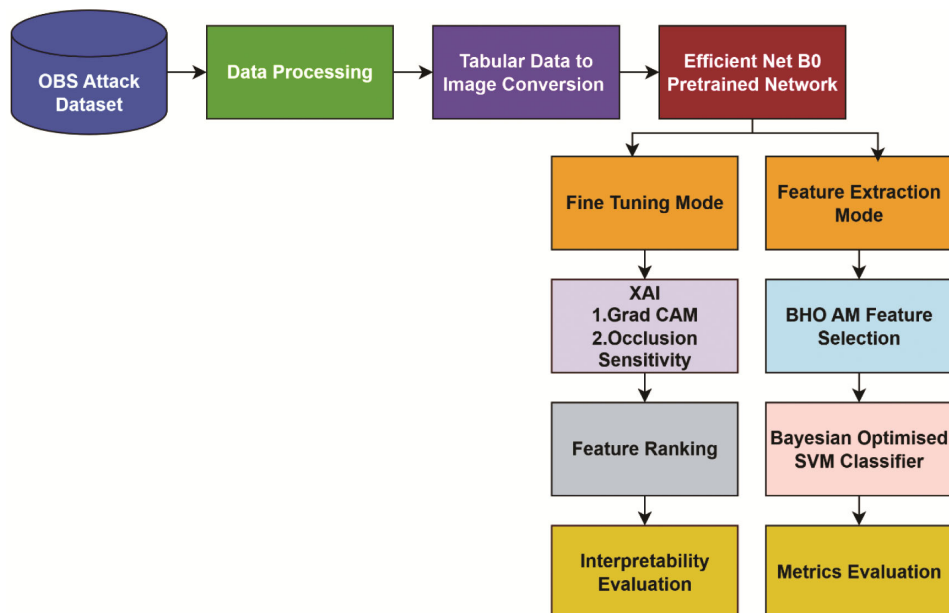 OBS Attack
Dataset
Data Processing
Tabular Data to
Image Conversion
Efficient Net B0
Pretrained Network
Fine Tuning Mode
Feature Extraction
Mode
XAI
1.Grad CAM
2.Occlusion
Sensitivity
BHO AM Feature
Selection
Feature Ranking
Bayesian Optimised
SVM Classifier
Interpretability
Evaluation
Metrics Evaluation